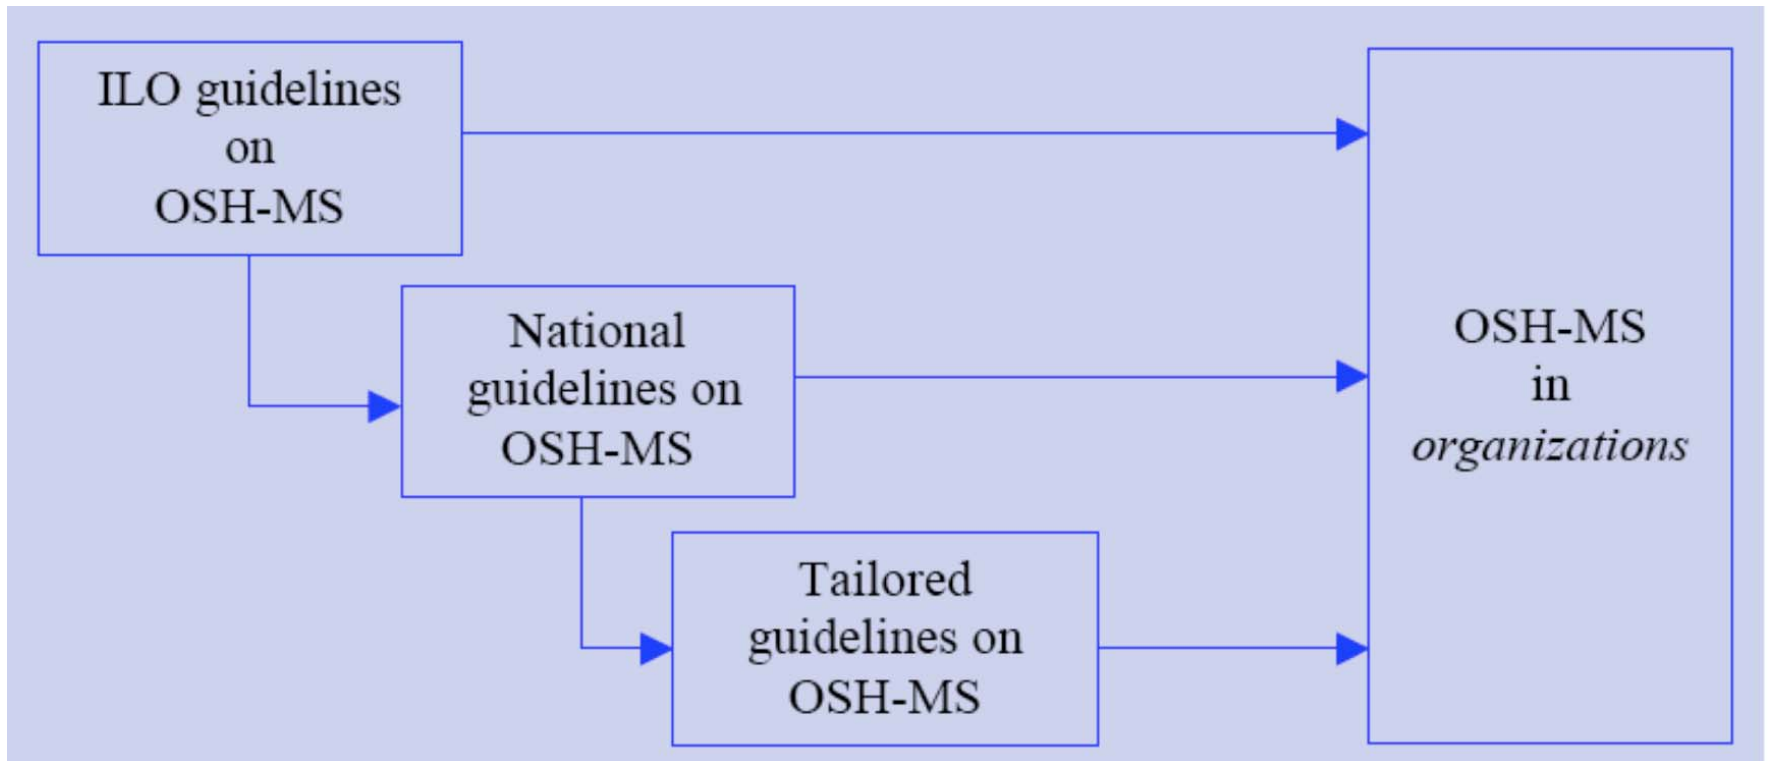 ILO guidelines
on
OSH-MS
National
guidelines on
OSH-MS
Tailored
guidelines on
OSH-MS
OSH-MS
in
organizations